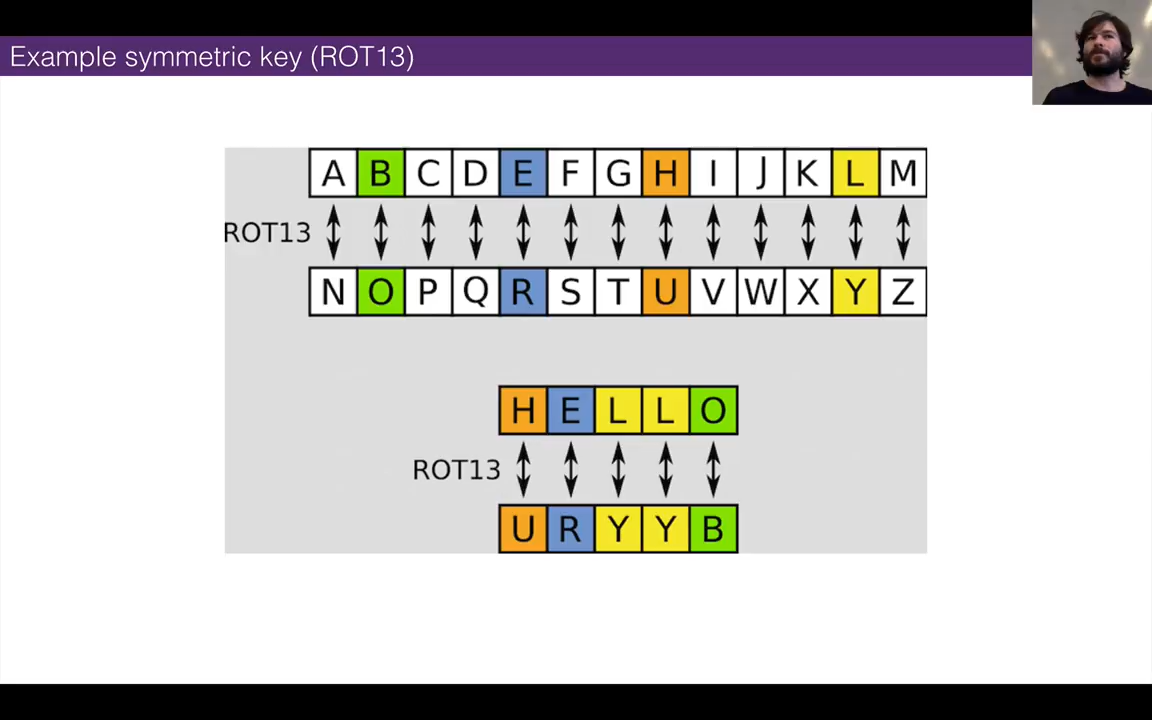 Example symmetric key (ROT13)
A B C D E F G H I J K L M
ROT13
N O P Q R S T U V W X Y Z
H E L L O
ROT13
U R Y Y B